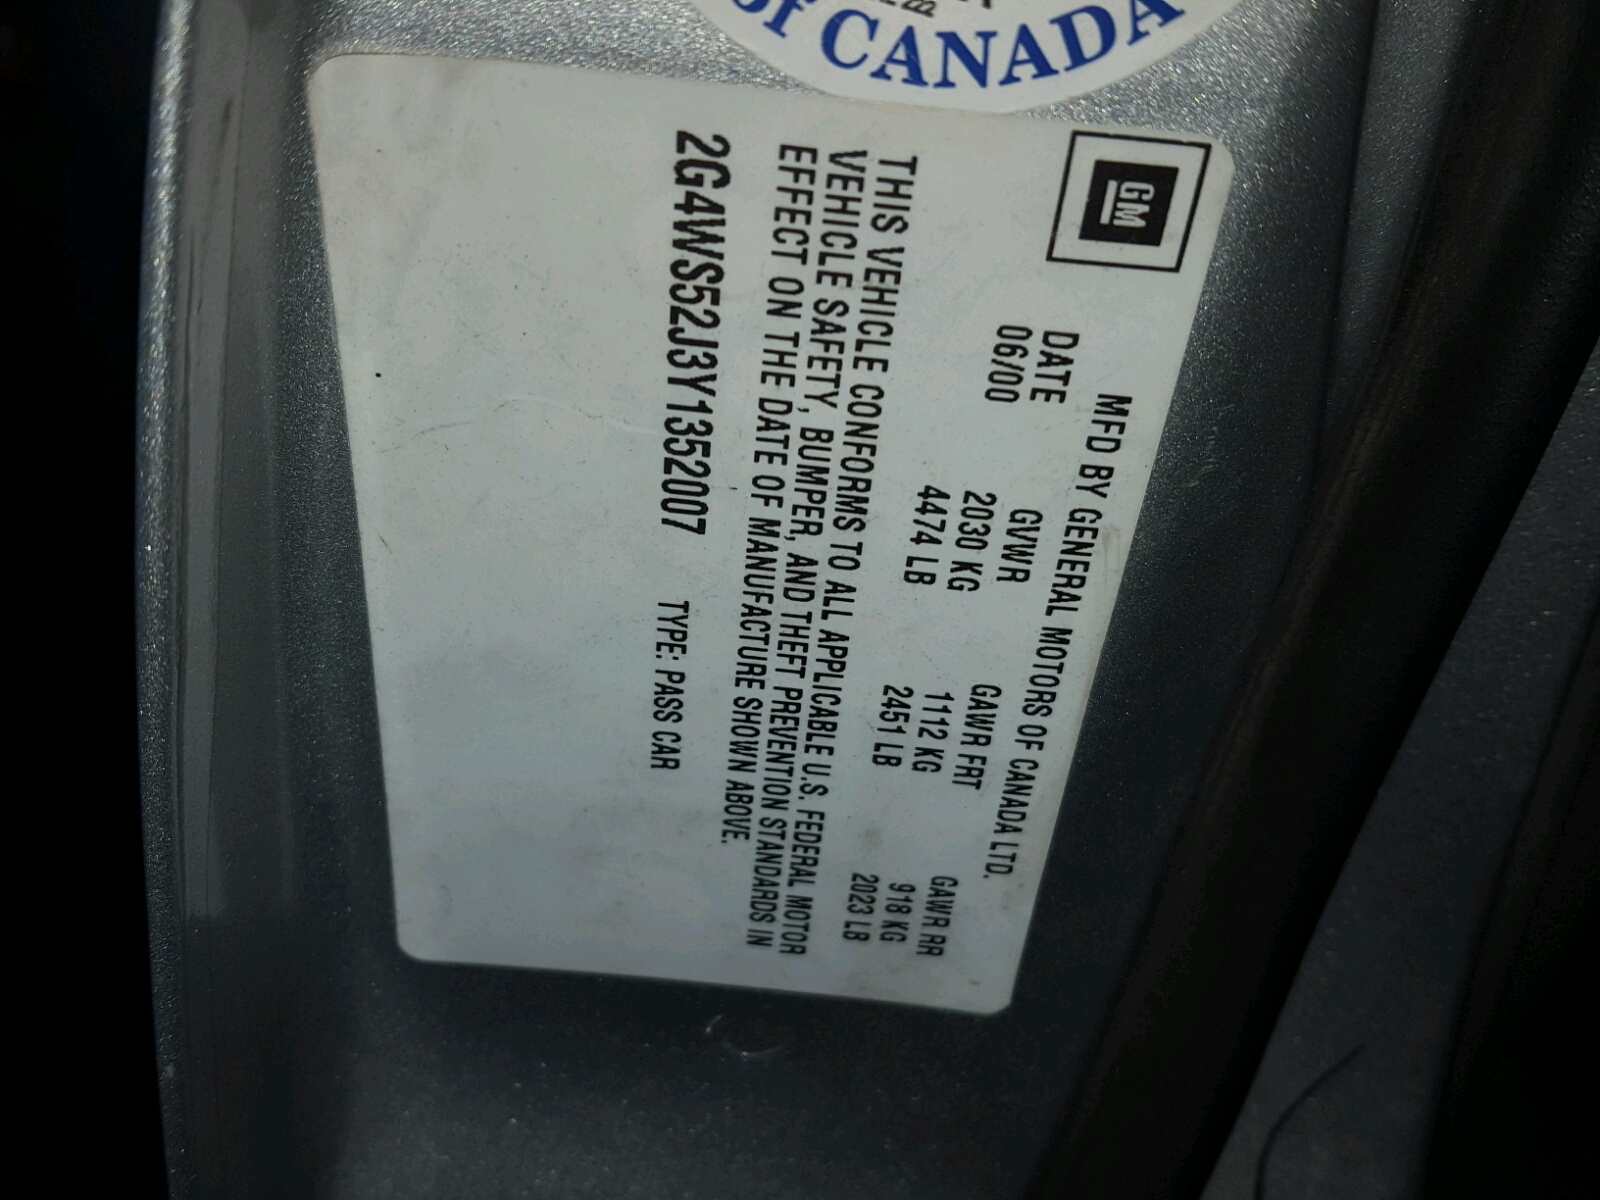 of CANADA
GM
MFD BY GENERAL MOTORS OF CANADA LTD.
DATE GVWR GAWR FRT GAWR RR
06/00 2030 KG 1112 KG 918 KG
4474 LB 2451 LB 2023 LB
THIS VEHICLE CONFORMS TO ALL APPLICABLE U.S. FEDERAL MOTOR
VEHICLE SAFETY, BUMPER, AND THEFT PREVENTION STANDARDS IN
EFFECT ON THE DATE OF MANUFACTURE SHOWN ABOVE.
2G4WS52J3Y1352007 TYPE: PASS CAR